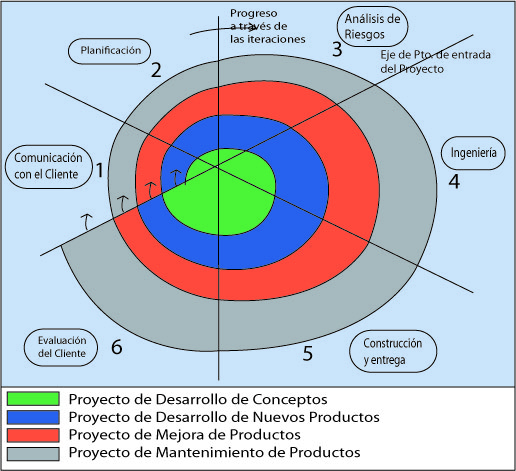 Progreso
a través de
las iteraciones
Análisis de
Riesgos
3
Eje de Pto. de entrada
del Proyecto
Planificación
2
Comunicación
con el Cliente
1
Ingeniería
4
Evaluación
del Cliente
6
5
Construcción
y entrega
Proyecto de Desarrollo de Conceptos
Proyecto de Desarrollo de Nuevos Productos
Proyecto de Mejora de Productos
Proyecto de Mantenimiento de Productos